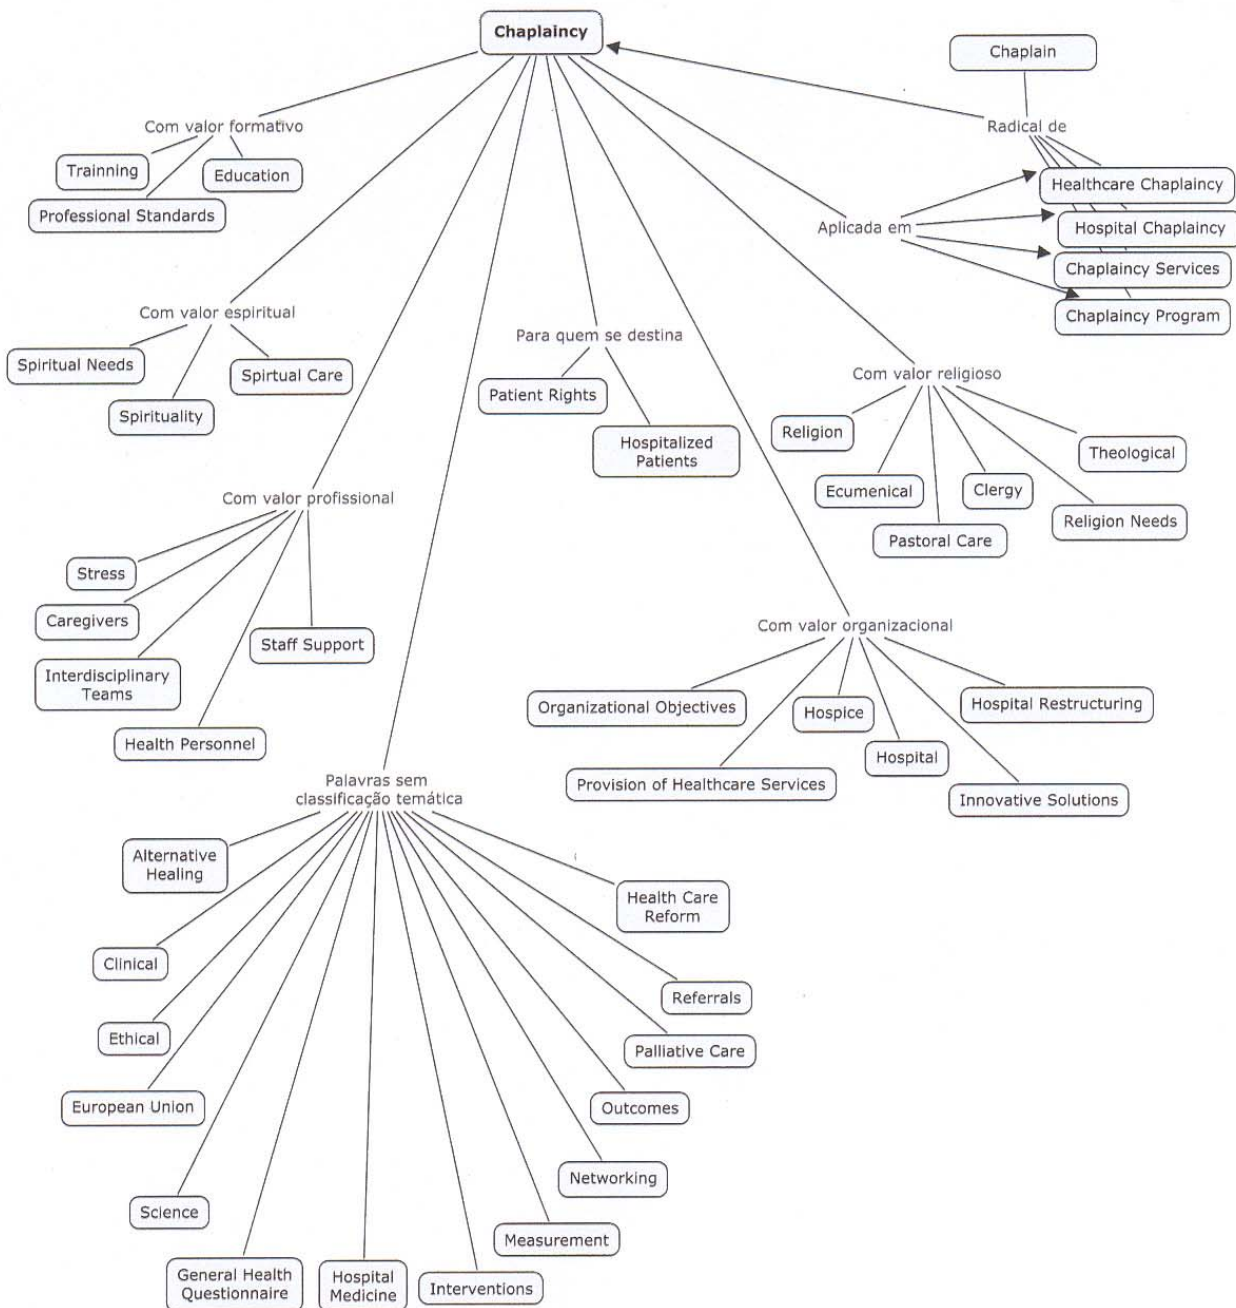 Chaplaincy
Chaplain
Com valor formativo
Radical de
Trainning
Education
Professional Standards
Healthcare Chaplaincy
Aplicada em
Hospital Chaplaincy
Chaplaincy Services
Chaplaincy Program
Com valor espiritual
Spiritual Needs
Spirtual Care
Spirituality
Para quem se destina
Patient Rights
Hospitalized
Patients
Com valor religioso
Religion
Theological
Ecumenical
Clergy
Religion Needs
Pastoral Care
Com valor profissional
Stress
Caregivers
Staff Support
Interdisciplinary
Teams
Health Personnel
Com valor organizacional
Organizational Objectives
Hospice
Hospital Restructuring
Hospital
Provision of Healthcare Services
Innovative Solutions
Palavras sem
classificação temática
Alternative
Healing
Health Care
Reform
Clinical
Referrals
Ethical
Palliative Care
European Union
Outcomes
Networking
Science
Measurement
General Health
Questionnaire
Hospital
Medicine
Interventions